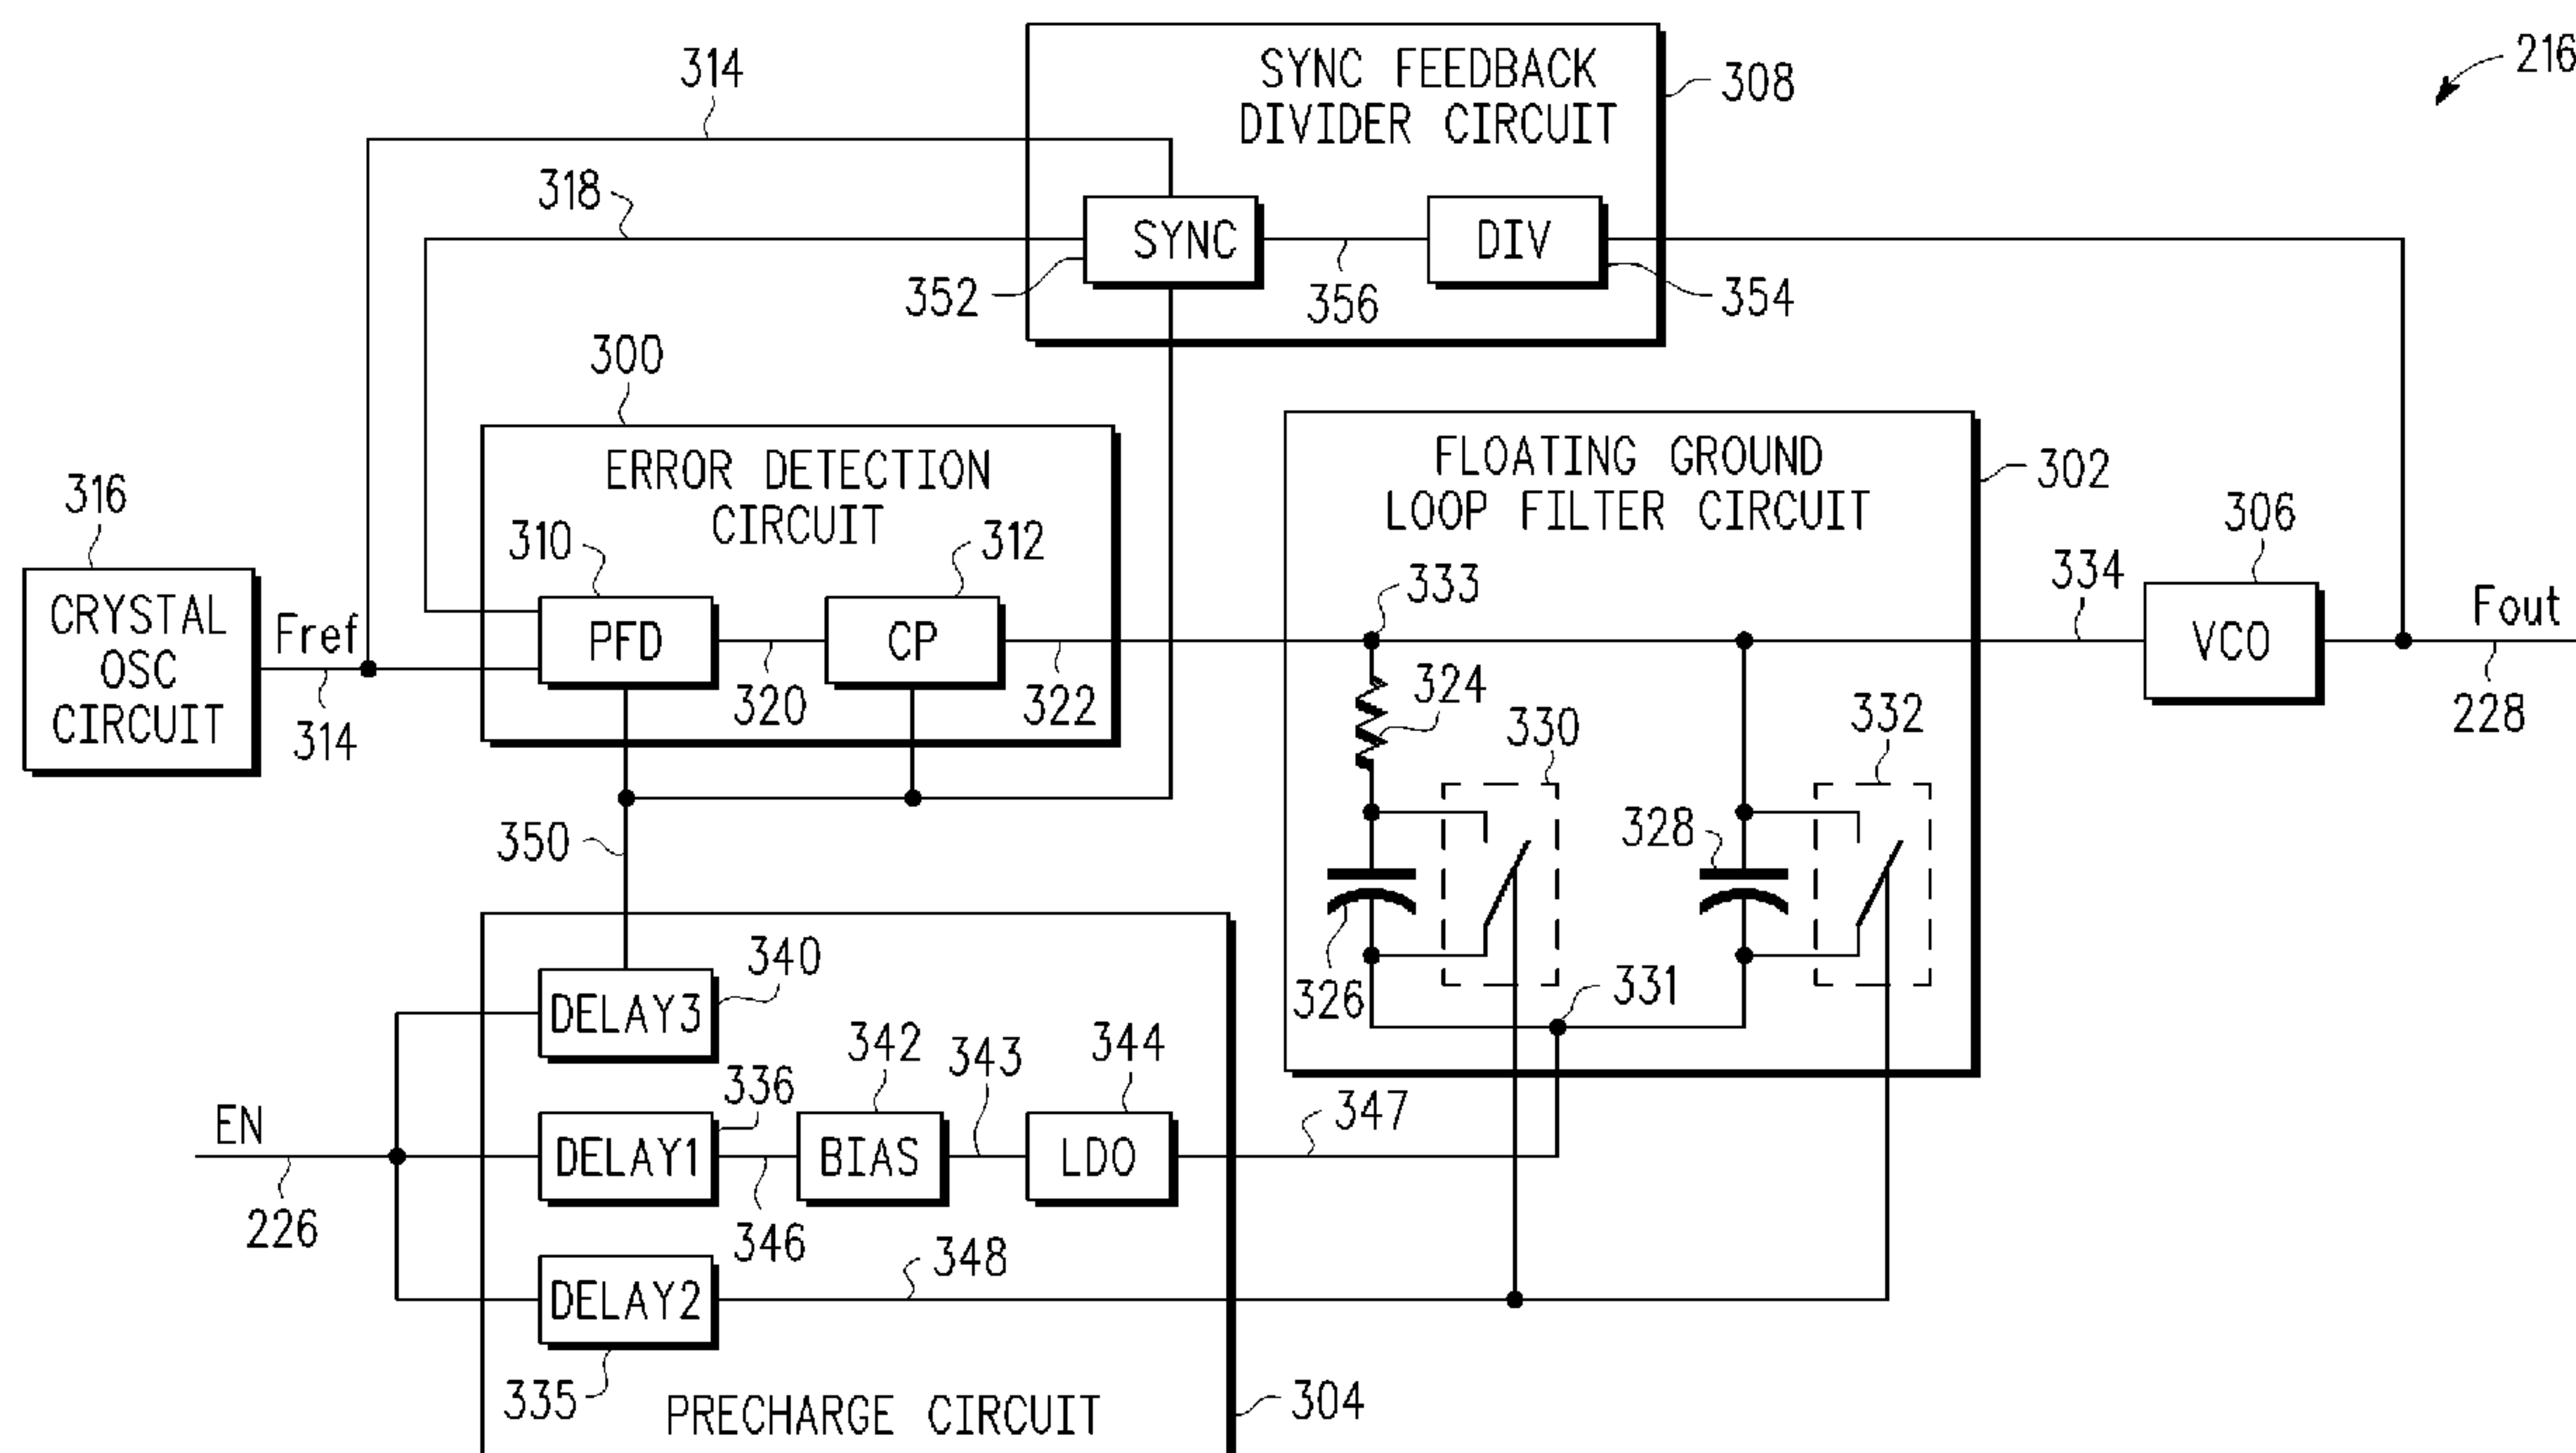 216
314
SYNC FEEDBACK
DIVIDER CIRCUIT
308
318
SYNC
DIV
352
356
354
300
ERROR DETECTION
CIRCUIT
310
312
PFD
CP
320
322
316
CRYSTAL
OSC
CIRCUIT
Fref
314
FLOATING GROUND
LOOP FILTER CIRCUIT
302
333
324
330
332
328
326
331
334
306
VCO
Fout
228
350
340
DELAY3
336
342
343
344
347
EN
226
DELAY1
BIAS
LDO
346
348
DELAY2
335
PRECHARGE CIRCUIT
304